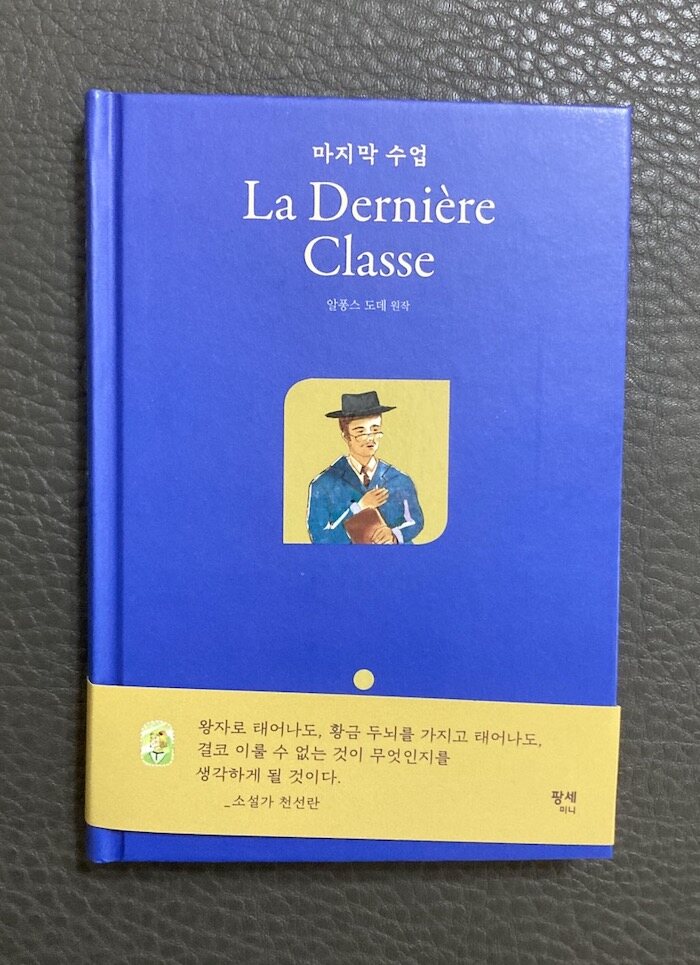 마지막 수업
La Dernière
Classe
알퐁스 도데 원작
왕자로 태어나도, 황금 두뇌를 가지고 태어나도,
결코 이룰 수 없는 것이 무엇인지를
생각하게 될 것이다.
_소설가 천선란
팡세
미니